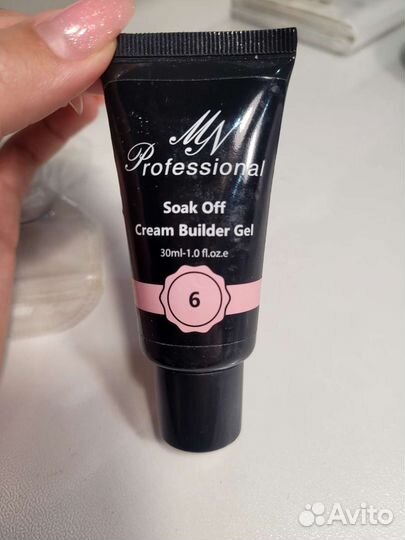 MN
Professional
Soak Off
Cream Builder Gel
30ml-1.0 fl.oz.e
6
Avito